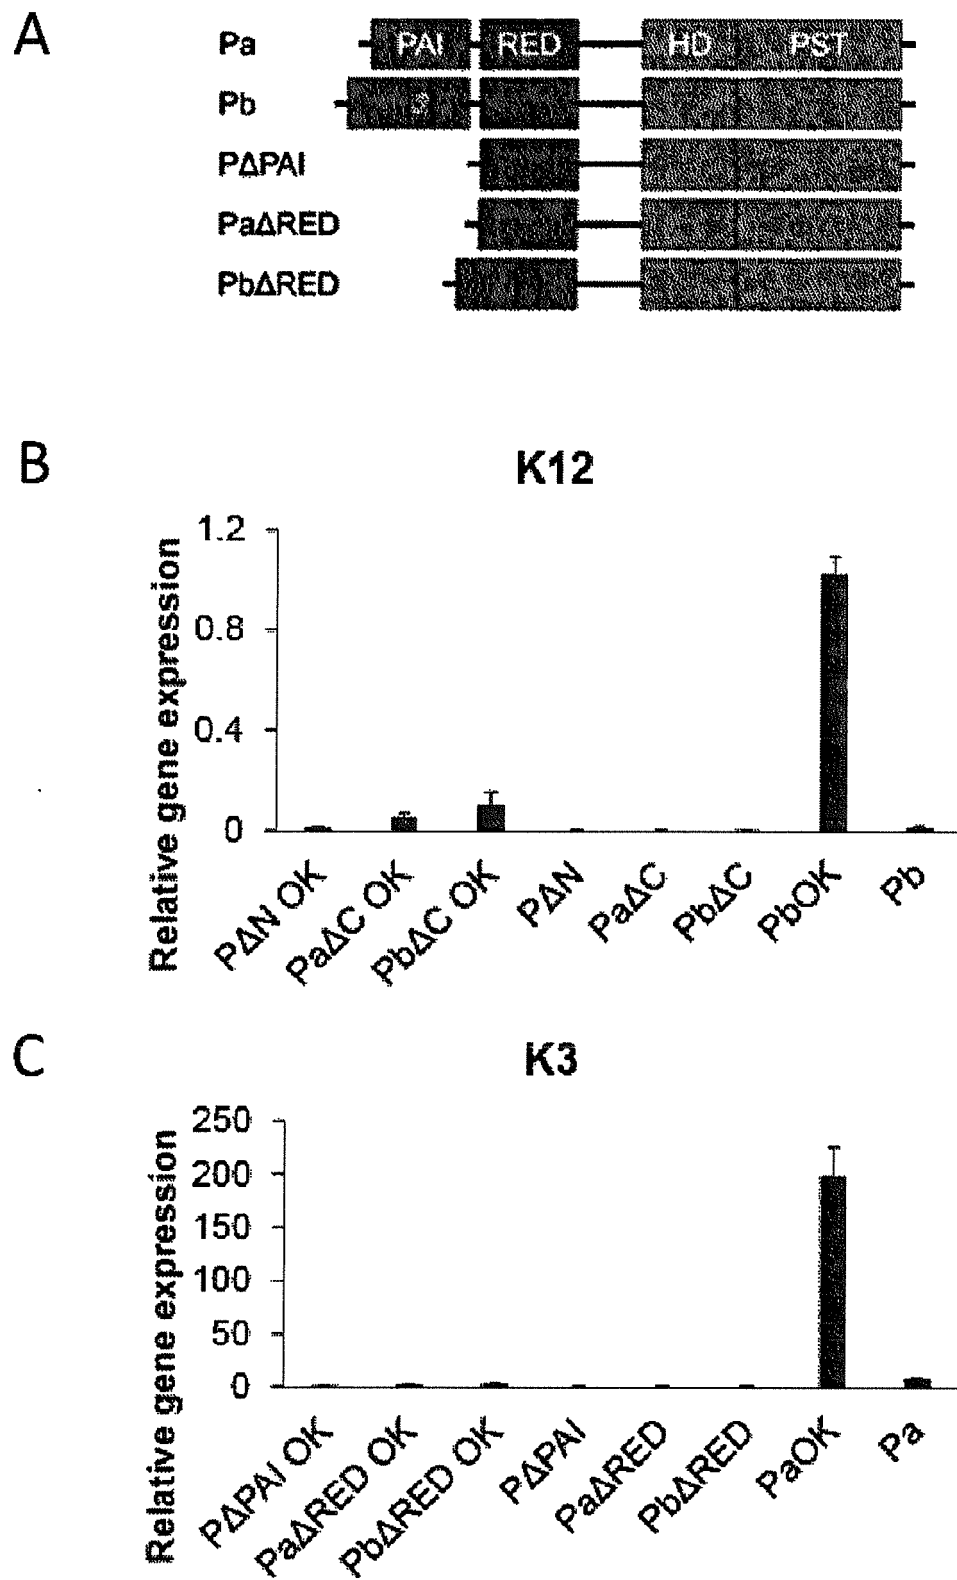 A
Pa PAI RED HD PST
Pb
PΔPAI
PaΔRED
PbΔRED
B
K12
Relative gene expression
1.2
0.8
0.4
0
PΔN OK
PaΔC OK
PbΔC OK
PΔN
PaΔC
PbΔC
PbOK
Pb
C
K3
Relative gene expression
250
200
150
100
50
0
PΔPAI OK
PaΔRED OK
PbΔRED OK
PΔPAI
PaΔRED
PbΔRED
PaOK
Pa